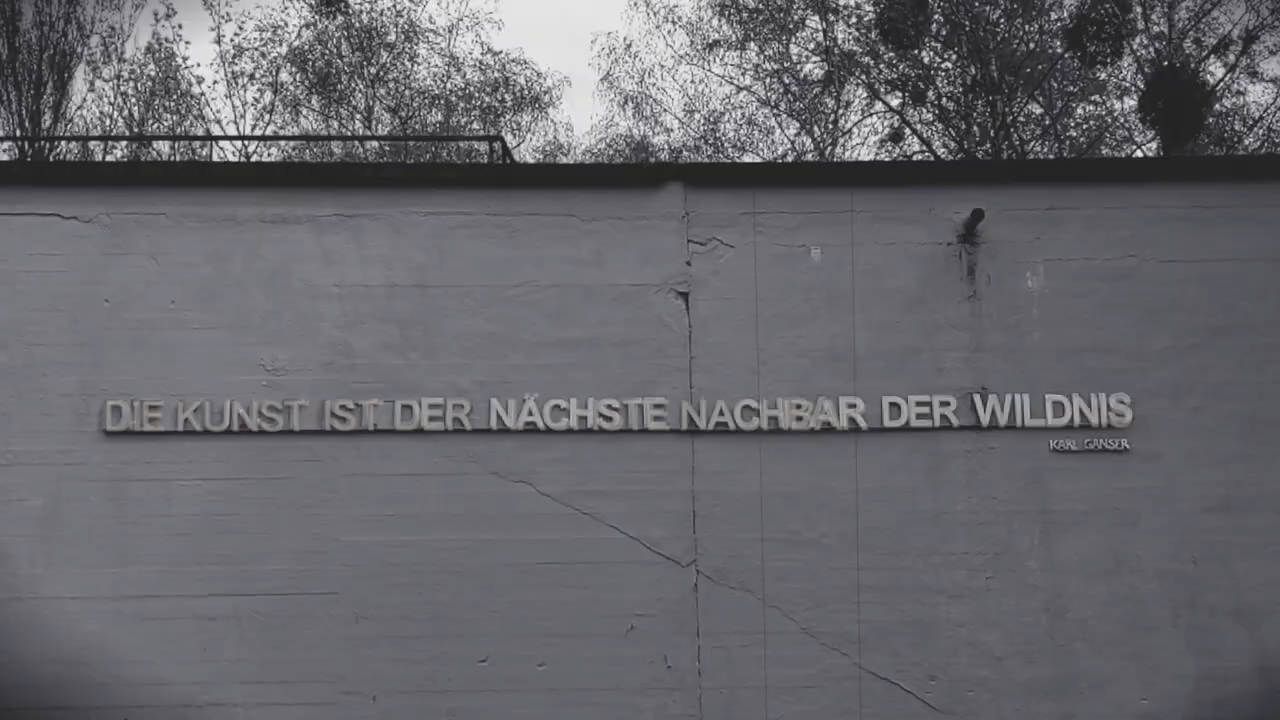 DIE KUNST IST DER NÄCHSTE NACHBAR DER WILDNIS
KARL GANSER